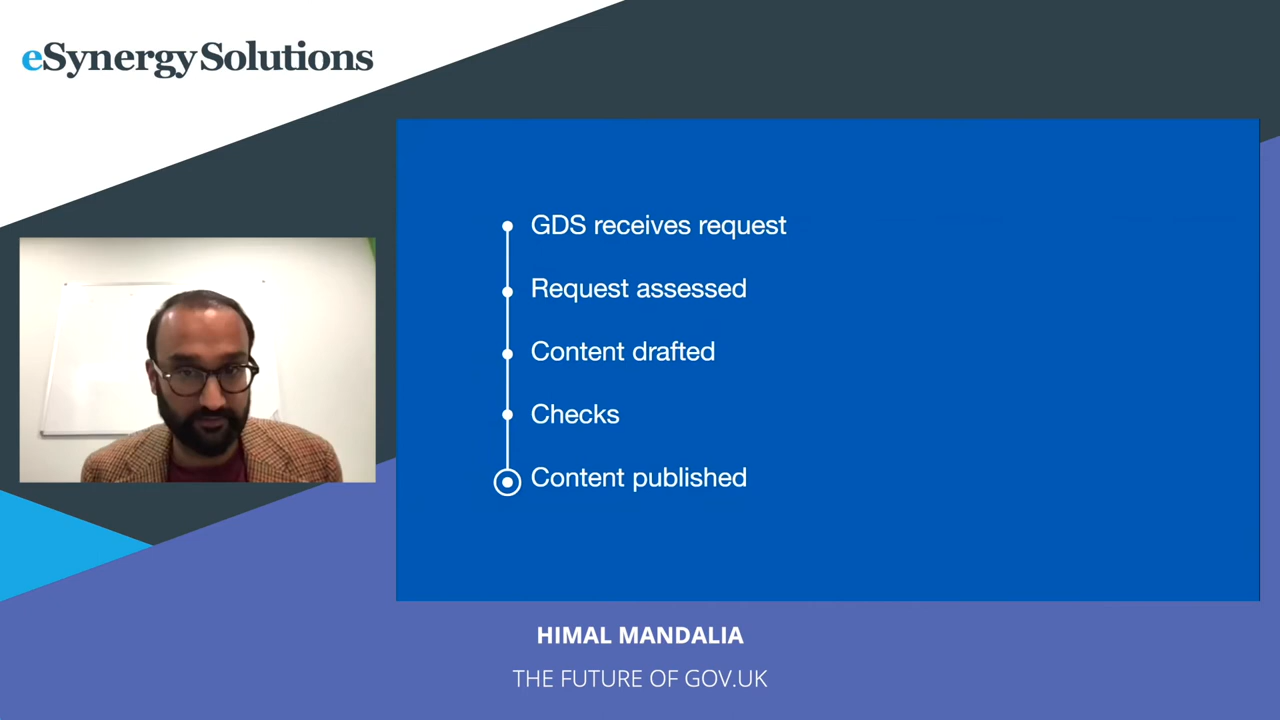 eSynergySolutions
GDS receives request
Request assessed
Content drafted
Checks
Content published
HIMAL MANDALIA
THE FUTURE OF GOV.UK